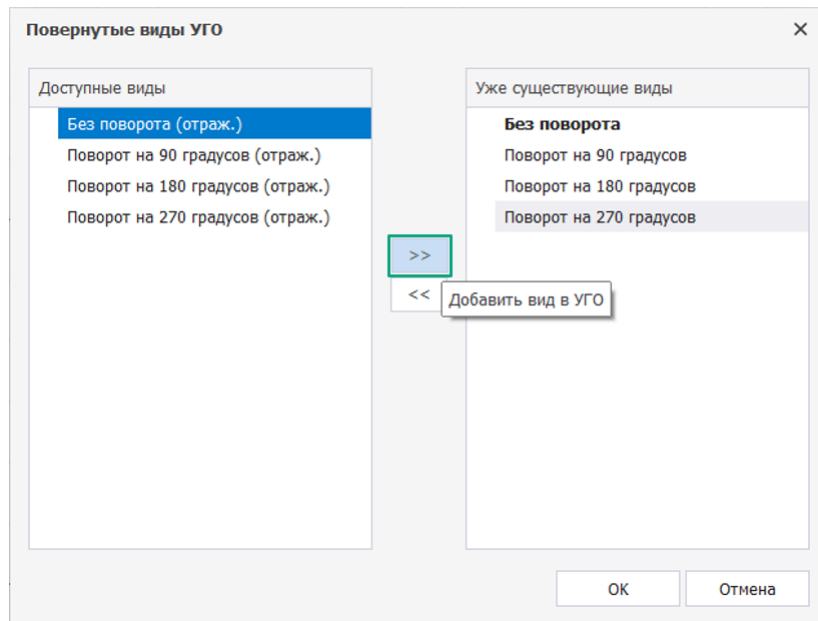 Повернутые виды УГО
Доступные виды
Без поворота (отраж.)
Поворот на 90 градусов (отраж.)
Поворот на 180 градусов (отраж.)
Поворот на 270 градусов (отраж.)
>>
<<
Добавить вид в УГО
Уже существующие виды
Без поворота
Поворот на 90 градусов
Поворот на 180 градусов
Поворот на 270 градусов
ОК
Отмена